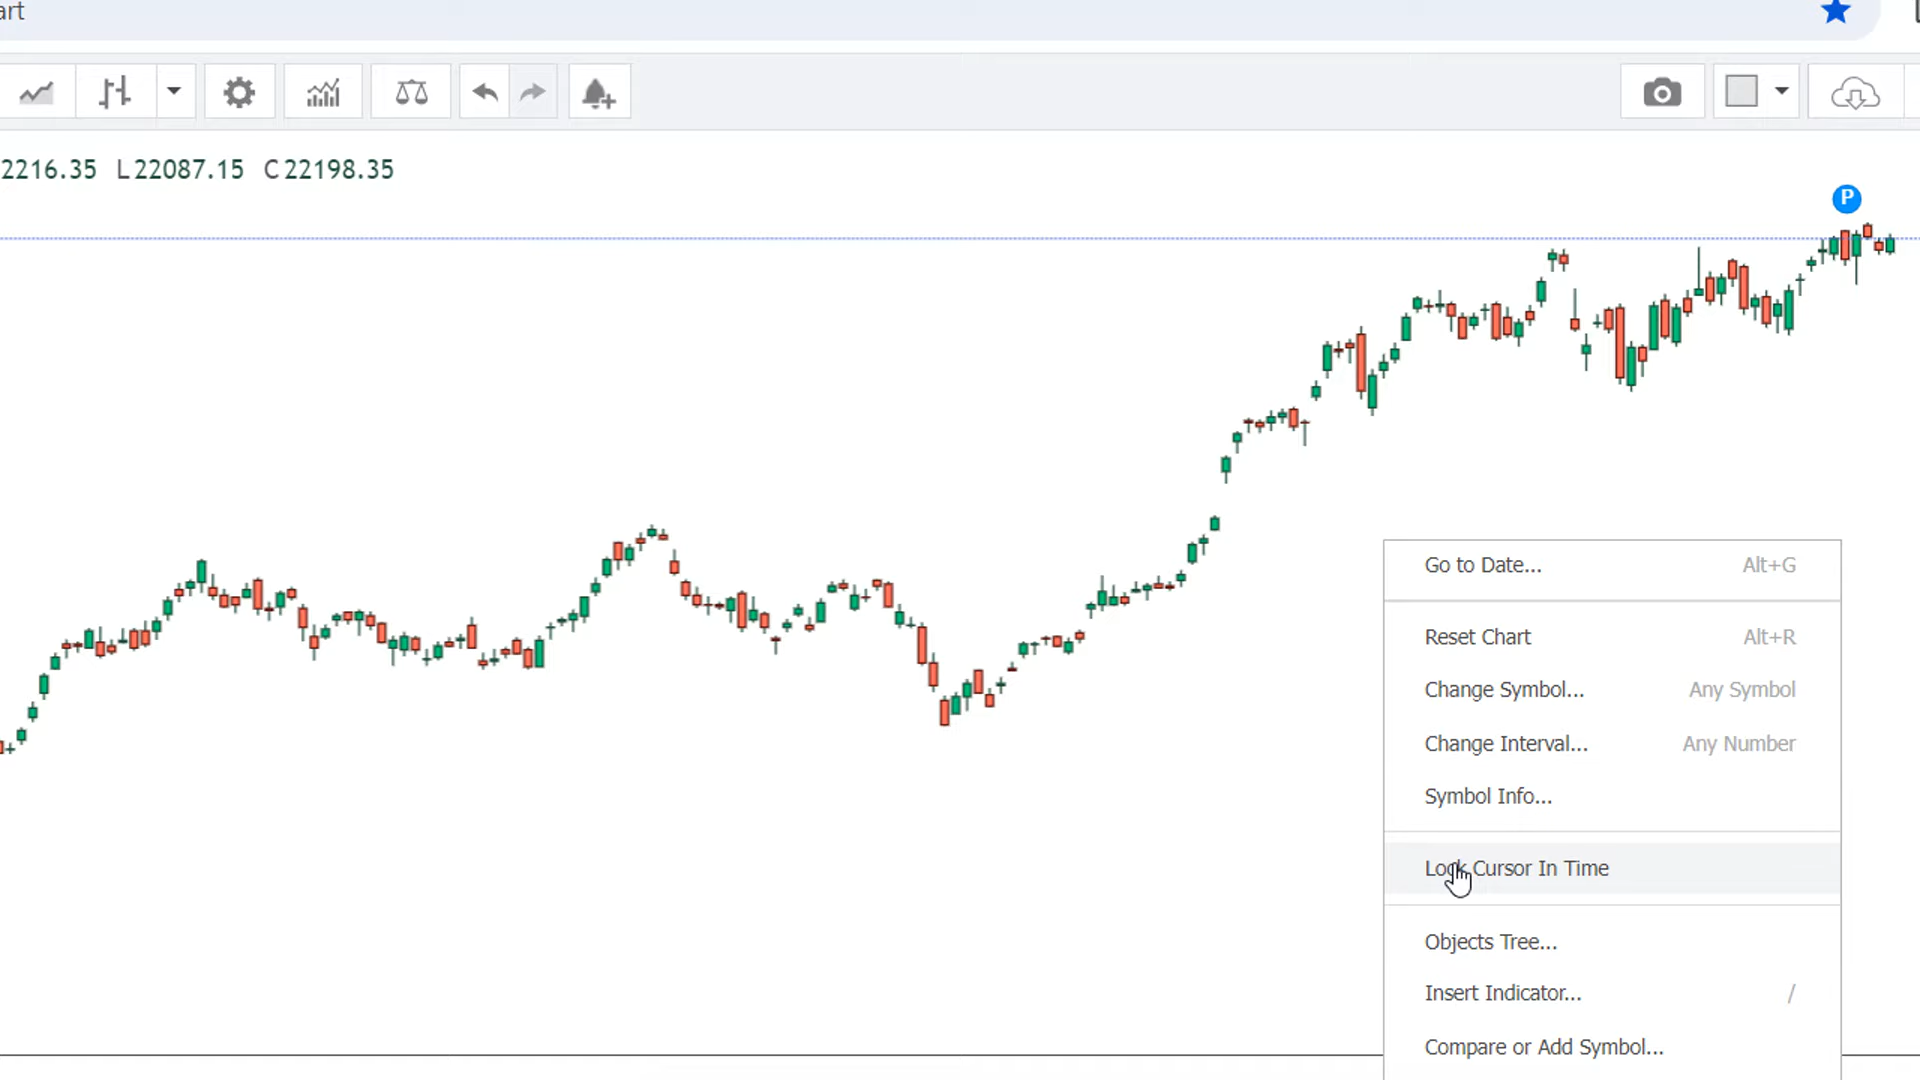 art
2216.35 L22087.15 C22198.35
P
Go to Date... Alt+G
Reset Chart Alt+R
Change Symbol... Any Symbol
Change Interval... Any Number
Symbol Info...
Lock Cursor In Time
Objects Tree...
Insert Indicator... /
Compare or Add Symbol...